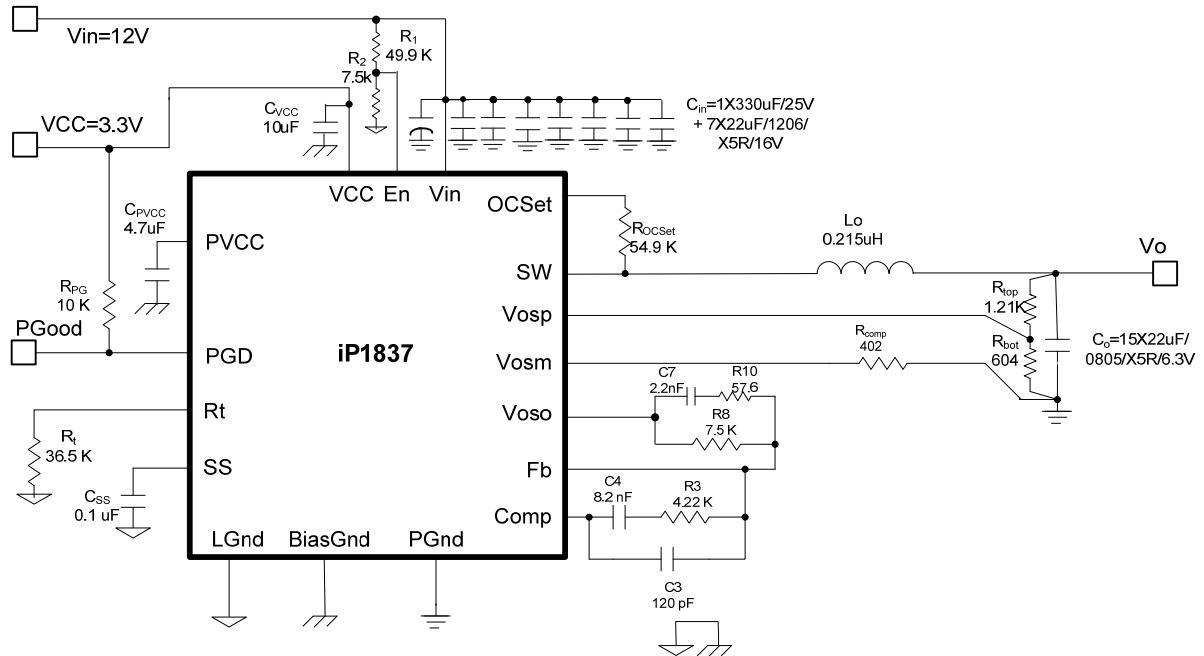 Vin=12V
R1
49.9 K
R2
7.5k
CVCC
10uF
Cin=1X330uF/25V
+ 7X22uF/1206/
X5R/16V
VCC=3.3V
VCC En Vin
OCSet
ROCSet
54.9 K
CPVCC
4.7uF
PVCC
SW
Lo
0.215uH
Vo
RPG
10 K
PGood
PGD
iP1837
Vosp
Vosm
Rcomp
402
Rtop
1.21K
Rbot
604
Co=15X22uF/
0805/X5R/6.3V
C7
2.2nF
R10
57.6
Voso
R8
7.5 K
Rt
Rt
36.5 K
SS
CSS
0.1 uF
Fb
C4
8.2 nF
R3
4.22 K
Comp
C3
120 pF
LGnd BiasGnd PGnd